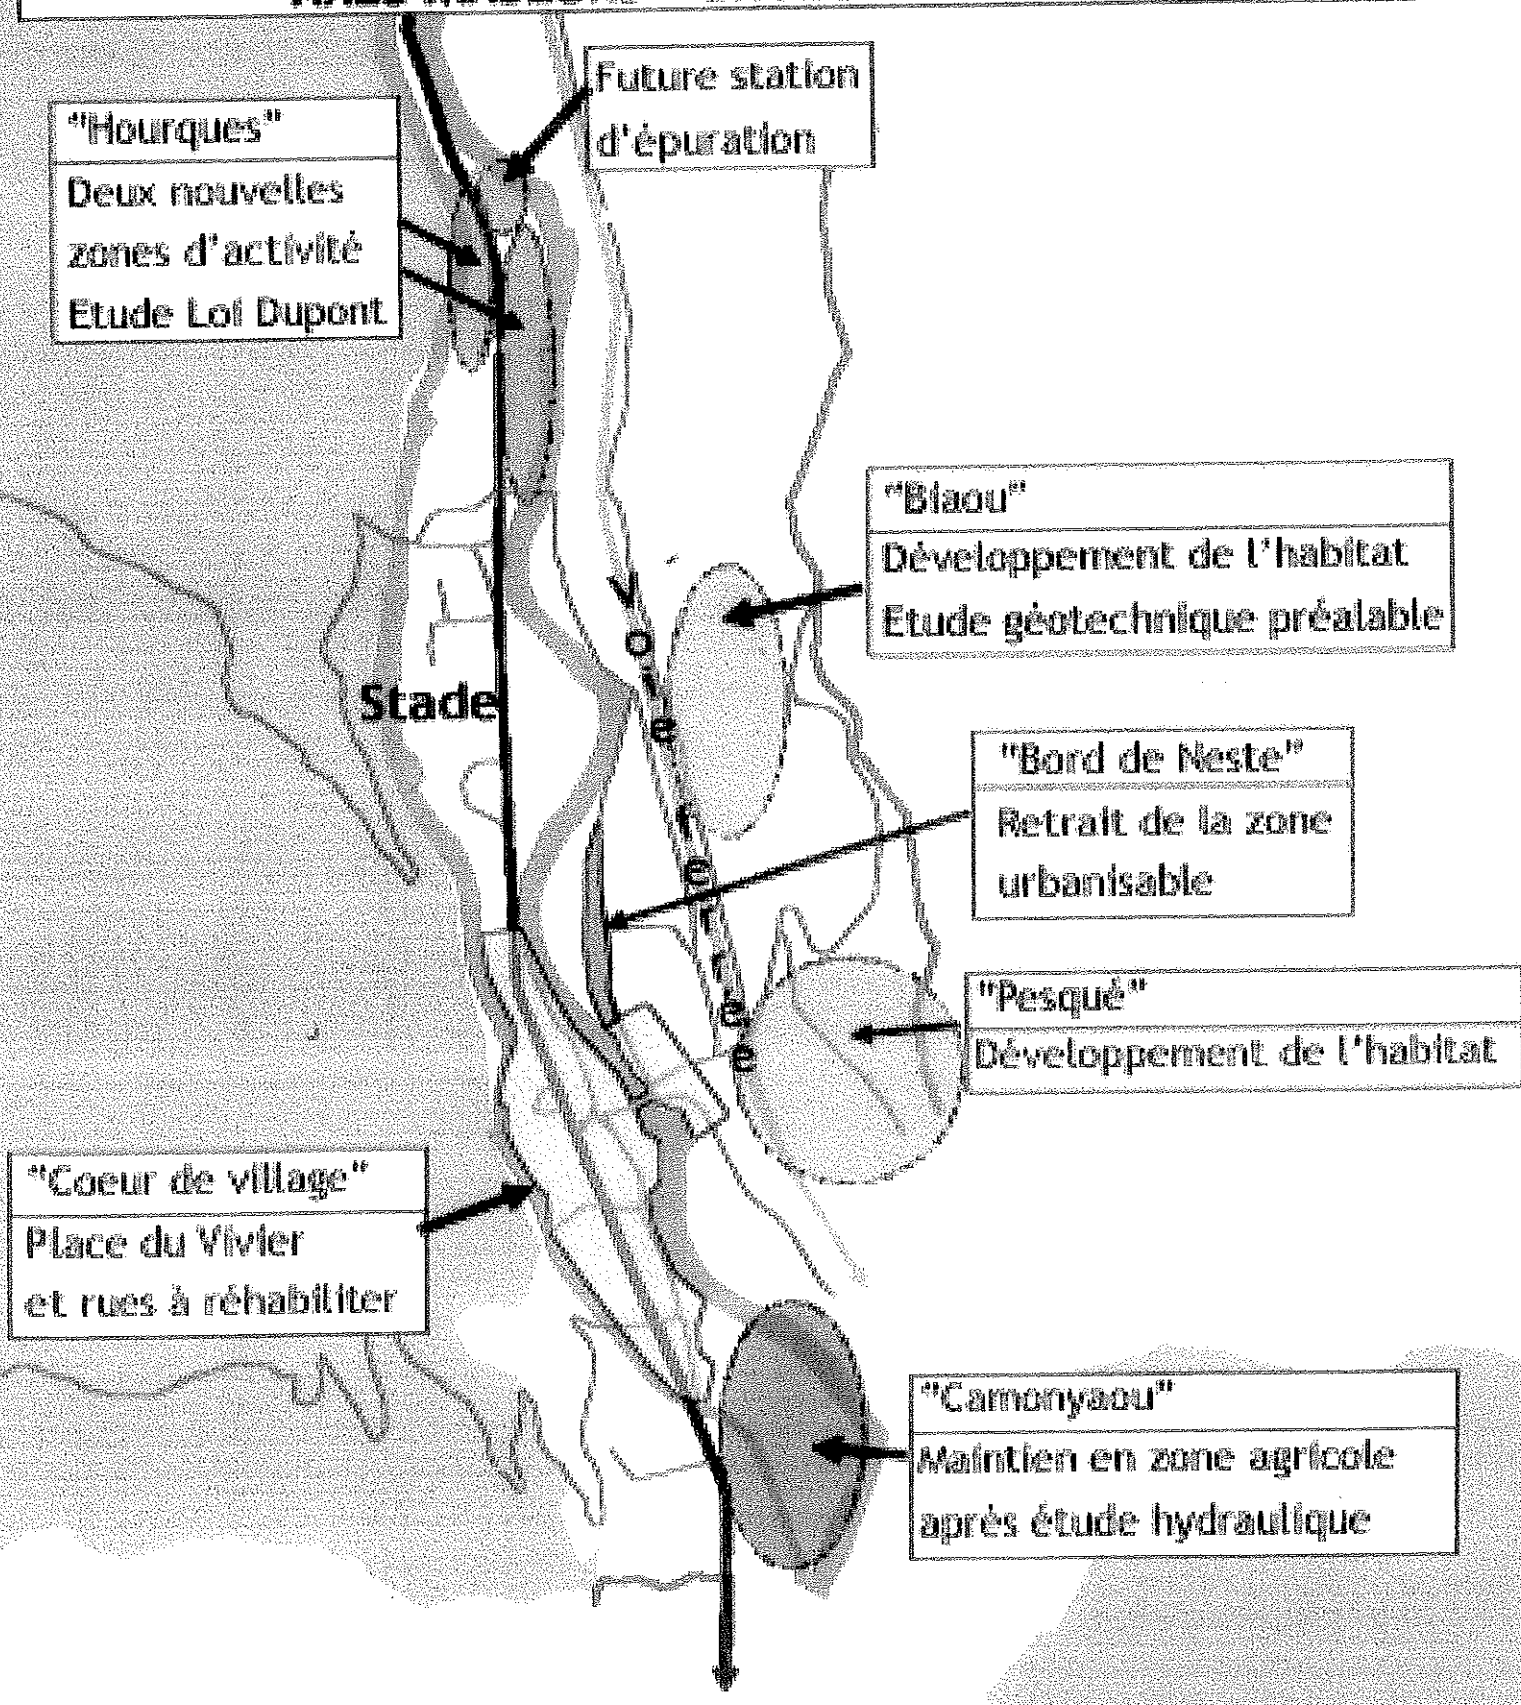 Future station
d'épuration
"Hourques"
Deux nouvelles
zones d'activité
Etude Loi Dupont
"Biaou"
Développement de l'habitat
Etude géotechnique préalable
Voie ferrée
Stade
"Bord de Neste"
Retrait de la zone
urbanisable
"Pesqué"
Développement de l'habitat
"Coeur de village"
Place du Vivier
et rues à réhabiliter
"Camonyaou"
Maintien en zone agricole
après étude hydraulique